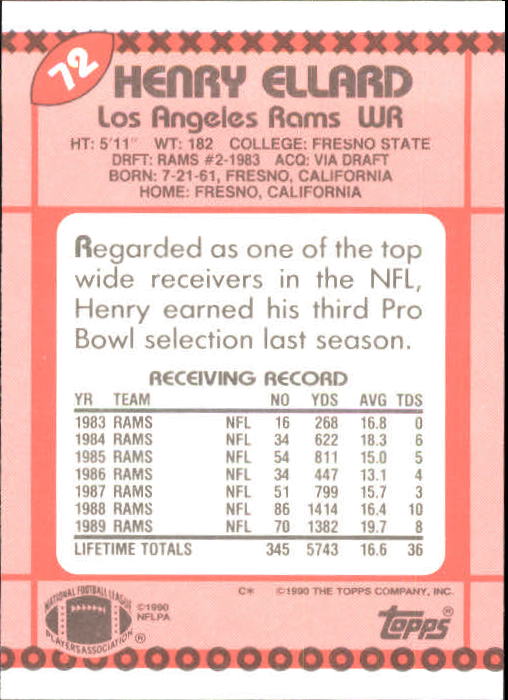 72
HENRY ELLARD
Los Angeles Rams WR
HT: 5'11" WT: 182 COLLEGE: FRESNO STATE
DRFT: RAMS #2-1983 ACQ: VIA DRAFT
BORN: 7-21-61, FRESNO, CALIFORNIA
HOME: FRESNO, CALIFORNIA
Regarded as one of the top
wide receivers in the NFL,
Henry earned his third Pro
Bowl selection last season.
RECEIVING RECORD
YR TEAM NO YDS AVG TDS
1983 RAMS NFL 16 268 16.8 0
1984 RAMS NFL 34 622 18.3 6
1985 RAMS NFL 54 811 15.0 5
1986 RAMS NFL 34 447 13.1 4
1987 RAMS NFL 51 799 15.7 3
1988 RAMS NFL 86 1414 16.4 10
1989 RAMS NFL 70 1382 19.7 8
LIFETIME TOTALS 345 5743 16.6 36
C* ©1990 THE TOPPS COMPANY, INC.
NATIONAL FOOTBALL LEAGUE
PLAYERS ASSOCIATION ®
©1990
NFLPA
topps®